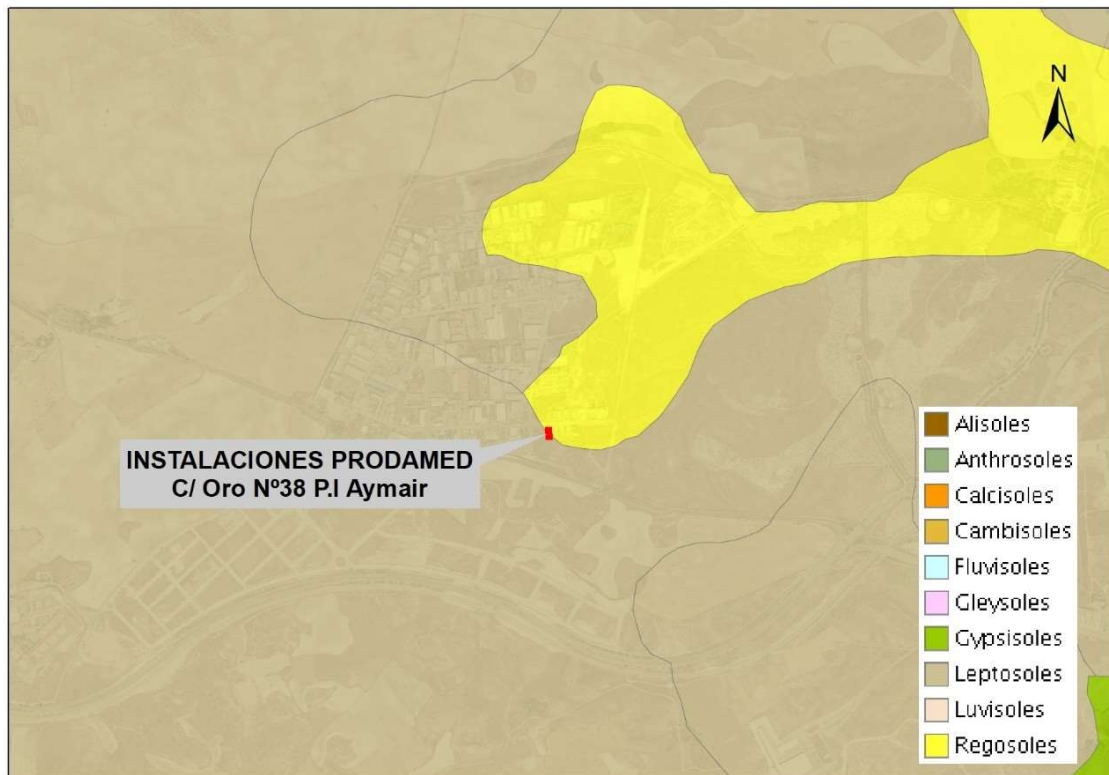 N
INSTALACIONES PRODAMED
C/ Oro Nº38 P.I Aymair
Alisoles
Anthrosoles
Calcisoles
Cambisoles
Fluvisoles
Gleysoles
Gypsisoles
Leptosoles
Luvisoles
Regosoles